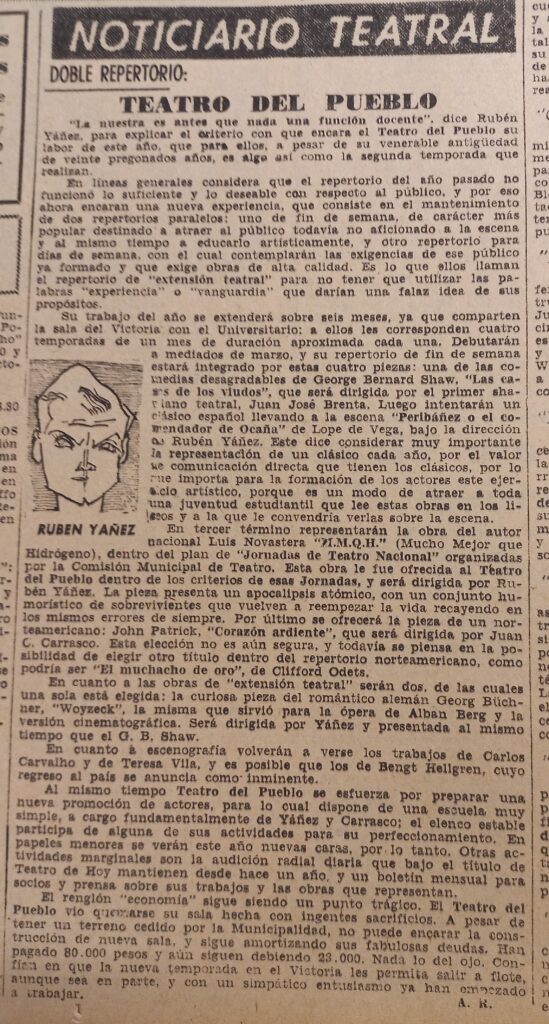 NOTICIARIO TEATRAL
DOBLE REPERTORIO:
TEATRO DEL PUEBLO
"La nuestra es antes que nada una función docente", dice Rubén
Yáñez, para explicar el criterio con que encara el Teatro del Pueblo su
labor de este año, que para ellos, a pesar de su venerable antigüedad
de veinte pregonados años, es algo así como la segunda temporada que
realizan.
En líneas generales considera que el repertorio del año pasado no
funcionó lo suficiente y lo deseable con respecto al público, y por eso
ahora encaran una nueva experiencia, que consiste en el mantenimiento
de dos repertorios paralelos: uno de fin de semana, de carácter más
popular destinado a atraer al público todavía no aficionado a la escena
y al mismo tiempo a educarlo artísticamente, y otro repertorio para
días de semana, con el cual contemplarán las exigencias de ese público
ya formado y que exige obras de alta calidad. Es lo que ellos llaman
el repertorio de "extensión teatral" para no tener que utilizar las pa-
labras "experiencia" o "vanguardia" que darían una falaz idea de sus
propósitos.
Su trabajo del año se extenderá sobre seis meses, ya que comparten
la sala del Victoria con el Universitario: a ellos les corresponden cuatro
temporadas de un mes de duración aproximada cada una. Debutarán
a mediados de marzo, y su repertorio de fin de semana
estará integrado por estas cuatro piezas: una de las co-
medias desagradables de George Bernard Shaw, "Las ca-
sas de los viudos", que será dirigida por el primer sha-
viano teatral, Juan José Brenta. Luego intentarán un
clásico español llevando a la escena "Peribáñez o el co-
mendador de Ocaña" de Lope de Vega, bajo la dirección
de Rubén Yáñez. Este dice considerar muy importante
la representación de un clásico cada año, por el valor
de comunicación directa que tienen los clásicos, por lo
que importa para la formación de los actores este ejer-
cicio artístico, porque es un modo de atraer a toda
una juventud estudiantil que lee estas obras en los li-
ceos y a la que le convendría verlas sobre la escena.
RUBEN YAÑEZ
En tercer término representarán la obra del autor
nacional Luis Novastera "H.M.Q.H." (Mucho Mejor que
Hidrógeno), dentro del plan de "Jornadas de Teatro Nacional" organizadas
por la Comisión Municipal de Teatro. Esta obra le fue ofrecida al Teatro
del Pueblo dentro de los criterios de esas Jornadas, y será dirigida por Ru-
bén Yáñez. La pieza presenta un apocalipsis atómico, con un conjunto hu-
morístico de sobrevivientes que vuelven a reempezar la vida recayendo en
los mismos errores de siempre. Por último se ofrecerá la pieza de un nor-
teamericano: John Patrick, "Corazón ardiente", que será dirigida por Juan
C. Carrasco. Esta elección no es aún segura, y todavía se piensa en la po-
sibilidad de elegir otro título dentro del repertorio norteamericano, como
podría ser "El muchacho de oro", de Clifford Odets.
En cuanto a las obras de "extensión teatral" serán dos, de las cuales
una sola está elegida: la curiosa pieza del romántico alemán Georg Büch-
ner, "Woyzeck", la misma que sirvió para la ópera de Alban Berg y la
versión cinematográfica. Será dirigida por Yáñez y presentada al mismo
tiempo que el G. B. Shaw.
En cuanto a escenografía volverán a verse los trabajos de Carlos
Carvalho y de Teresa Vila, y es posible que los de Bengt Hellgren, cuyo
regreso al país se anuncia como inminente.
Al mismo tiempo Teatro del Pueblo se esfuerza por preparar una
nueva promoción de actores, para lo cual dispone de una escuela muy
simple, a cargo fundamentalmente de Yáñez y Carrasco; el elenco estable
participa de alguna de sus actividades para su perfeccionamiento. En
papeles menores se verán este año nuevas caras, por lo tanto. Otras ac-
tividades marginales son la audición radial diaria que bajo el título de
Teatro de Hoy mantienen desde hace un año, y un boletín mensual para
socios y prensa sobre sus trabajos y las obras que representan.
El renglón "economía" sigue siendo un punto trágico. El Teatro del
Pueblo vio quemarse su sala hecha con ingentes sacrificios. A pesar de
tener un terreno cedido por la Municipalidad, no puede encarar la cons-
trucción de nueva sala, y sigue amortizando sus fabulosas deudas. Han
pagado 80.000 pesos y aún siguen debiendo 23.000. Nada lo del ojo. Con-
fían en que la nueva temporada en el Victoria les permita salir a flote,
aunque sea en parte, y con un simpático entusiasmo ya han empezado
a trabajar.
A. R.